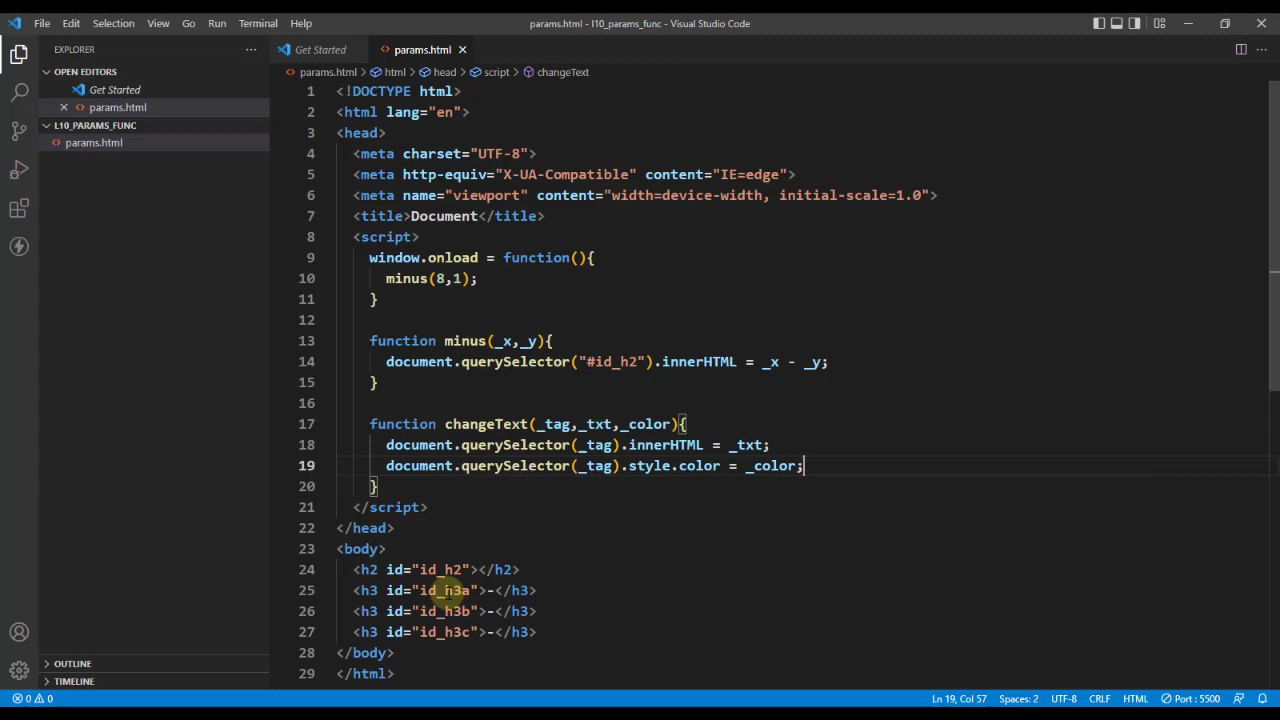 File Edit Selection View Go Run Terminal Help
params.html - l10_params_func - Visual Studio Code
EXPLORER
OPEN EDITORS
Get Started
params.html
L10_PARAMS_FUNC
params.html
OUTLINE
TIMELINE
Get Started
params.html
params.html > html > head > script > changeText
1 <!DOCTYPE html>
2 <html lang="en">
3 <head>
4 <meta charset="UTF-8">
5 <meta http-equiv="X-UA-Compatible" content="IE=edge">
6 <meta name="viewport" content="width=device-width, initial-scale=1.0">
7 <title>Document</title>
8 <script>
9 window.onload = function(){
10 minus(8,1);
11 }
12
13 function minus(_x,_y){
14 document.querySelector("#id_h2").innerHTML = _x - _y;
15 }
16
17 function changeText(_tag,_txt,_color){
18 document.querySelector(_tag).innerHTML = _txt;
19 document.querySelector(_tag).style.color = _color;
20 }
21 </script>
22 </head>
23 <body>
24 <h2 id="id_h2"></h2>
25 <h3 id="id_h3a">-</h3>
26 <h3 id="id_h3b">-</h3>
27 <h3 id="id_h3c">-</h3>
28 </body>
29 </html>
0 0 Ln 19, Col 57 Spaces: 2 UTF-8 CRLF HTML Port : 5500